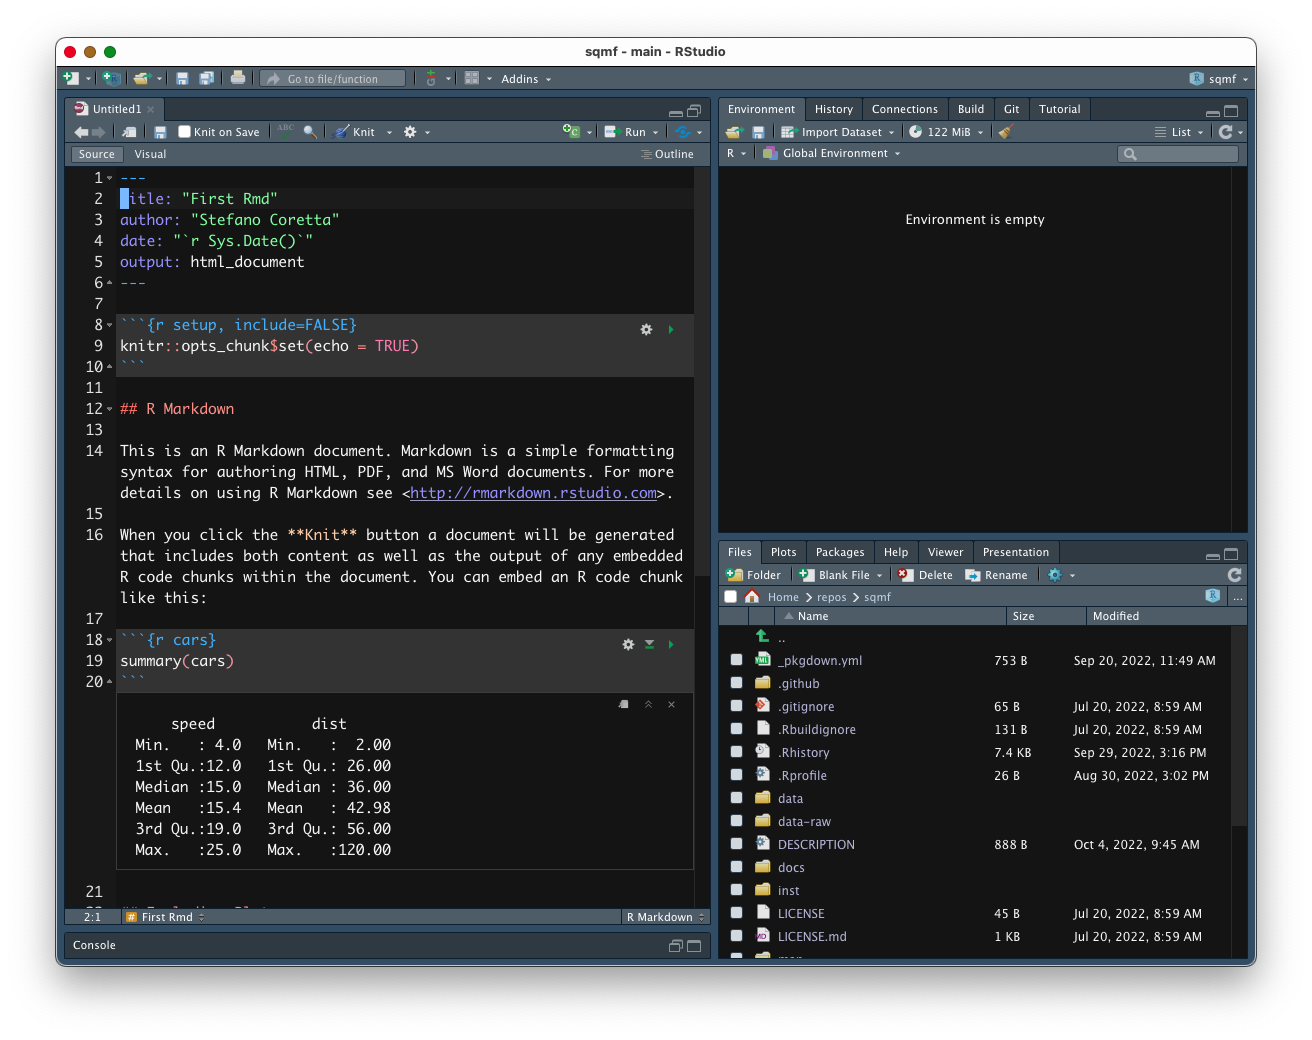 sqmf - main - RStudio
Go to file/function
Addins
sqmf
Untitled1
Knit on Save
ABC
Knit
Run
Source
Visual
Outline
1 ---
2 title: "First Rmd"
3 author: "Stefano Coretta"
4 date: "`r Sys.Date()`"
5 output: html_document
6 ---
7
8 ```{r setup, include=FALSE}
9 knitr::opts_chunk$set(echo = TRUE)
10 ```
11
12 ## R Markdown
13
14 This is an R Markdown document. Markdown is a simple formatting
syntax for authoring HTML, PDF, and MS Word documents. For more
details on using R Markdown see <http://rmarkdown.rstudio.com>.
15
16 When you click the **Knit** button a document will be generated
that includes both content as well as the output of any embedded
R code chunks within the document. You can embed an R code chunk
like this:
17
18 ```{r cars}
19 summary(cars)
20 ```
speed dist
Min. : 4.0 Min. : 2.00
1st Qu.:12.0 1st Qu.: 26.00
Median :15.0 Median : 36.00
Mean :15.4 Mean : 42.98
3rd Qu.:19.0 3rd Qu.: 56.00
Max. :25.0 Max. :120.00
21
2:1 # First Rmd R Markdown
Console
Environment History Connections Build Git Tutorial
Import Dataset 122 MiB List
R Global Environment
Environment is empty
Files Plots Packages Help Viewer Presentation
Folder Blank File Delete Rename
Home repos sqmf ...
Name Size Modified
..
_pkgdown.yml 753 B Sep 20, 2022, 11:49 AM
.github
.gitignore 65 B Jul 20, 2022, 8:59 AM
.Rbuildignore 131 B Jul 20, 2022, 8:59 AM
.Rhistory 7.4 KB Sep 29, 2022, 3:16 PM
.Rprofile 26 B Aug 30, 2022, 3:02 PM
data
data-raw
DESCRIPTION 888 B Oct 4, 2022, 9:45 AM
docs
inst
LICENSE 45 B Jul 20, 2022, 8:59 AM
LICENSE.md 1 KB Jul 20, 2022, 8:59 AM